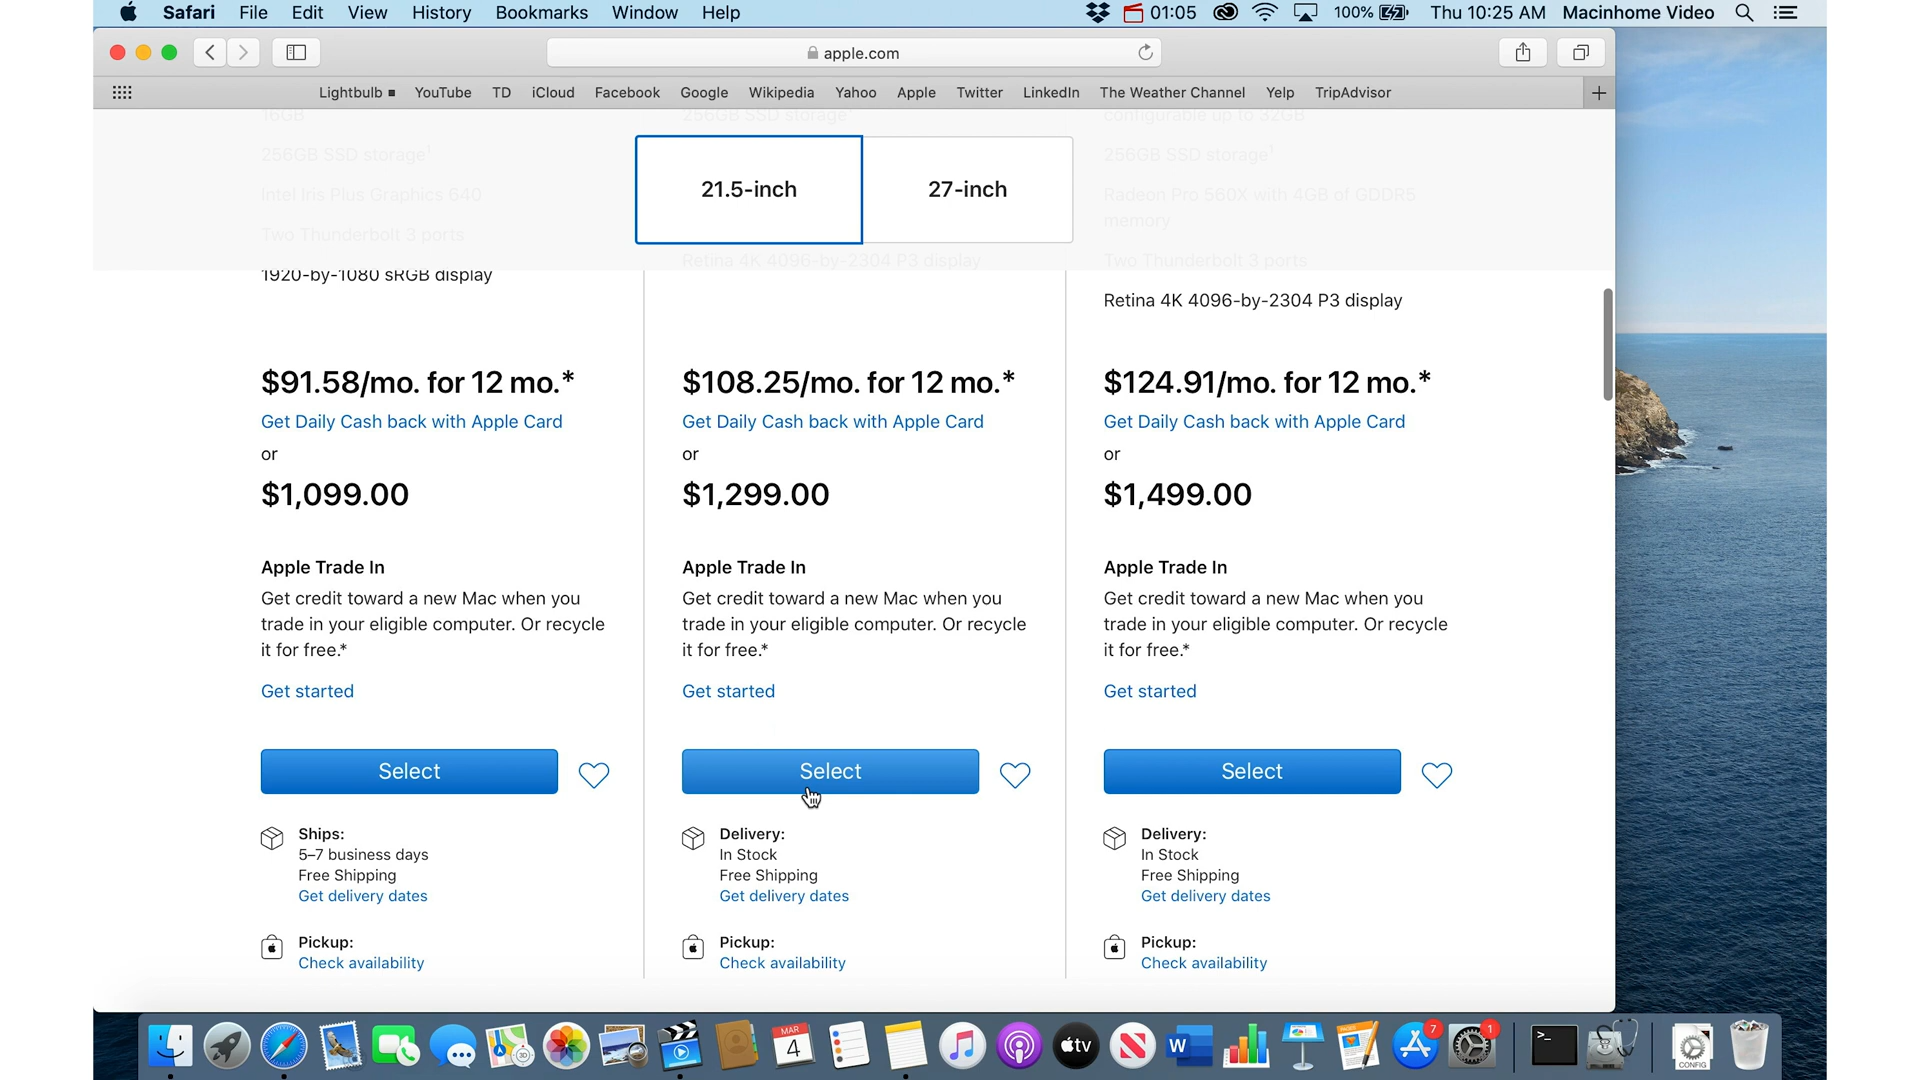 Safari File Edit View History Bookmarks Window Help 01:05 100% Thu 10:25 AM Macinhome Video
apple.com
Lightbulb YouTube TD iCloud Facebook Google Wikipedia Yahoo Apple Twitter LinkedIn The Weather Channel Yelp TripAdvisor
16GB
256GB SSD storage¹
Intel Iris Plus Graphics 640
Two Thunderbolt 3 ports
1920-by-1080 sRGB display
256GB SSD storage¹
Retina 4K 4096-by-2304 P3 display
configurable up to 32GB
256GB SSD storage¹
Radeon Pro 560X with 4GB of GDDR5
memory
Two Thunderbolt 3 ports
Retina 4K 4096-by-2304 P3 display
21.5-inch
27-inch
$91.58/mo. for 12 mo.*
Get Daily Cash back with Apple Card
or
$1,099.00
Apple Trade In
Get credit toward a new Mac when you
trade in your eligible computer. Or recycle
it for free.*
Get started
Select
Ships:
5–7 business days
Free Shipping
Get delivery dates
Pickup:
Check availability
$108.25/mo. for 12 mo.*
Get Daily Cash back with Apple Card
or
$1,299.00
Apple Trade In
Get credit toward a new Mac when you
trade in your eligible computer. Or recycle
it for free.*
Get started
Select
Delivery:
In Stock
Free Shipping
Get delivery dates
Pickup:
Check availability
$124.91/mo. for 12 mo.*
Get Daily Cash back with Apple Card
or
$1,499.00
Apple Trade In
Get credit toward a new Mac when you
trade in your eligible computer. Or recycle
it for free.*
Get started
Select
Delivery:
In Stock
Free Shipping
Get delivery dates
Pickup:
Check availability
3D
MAR
4
tv
W
PAGES
7
1
>_
CONFIG